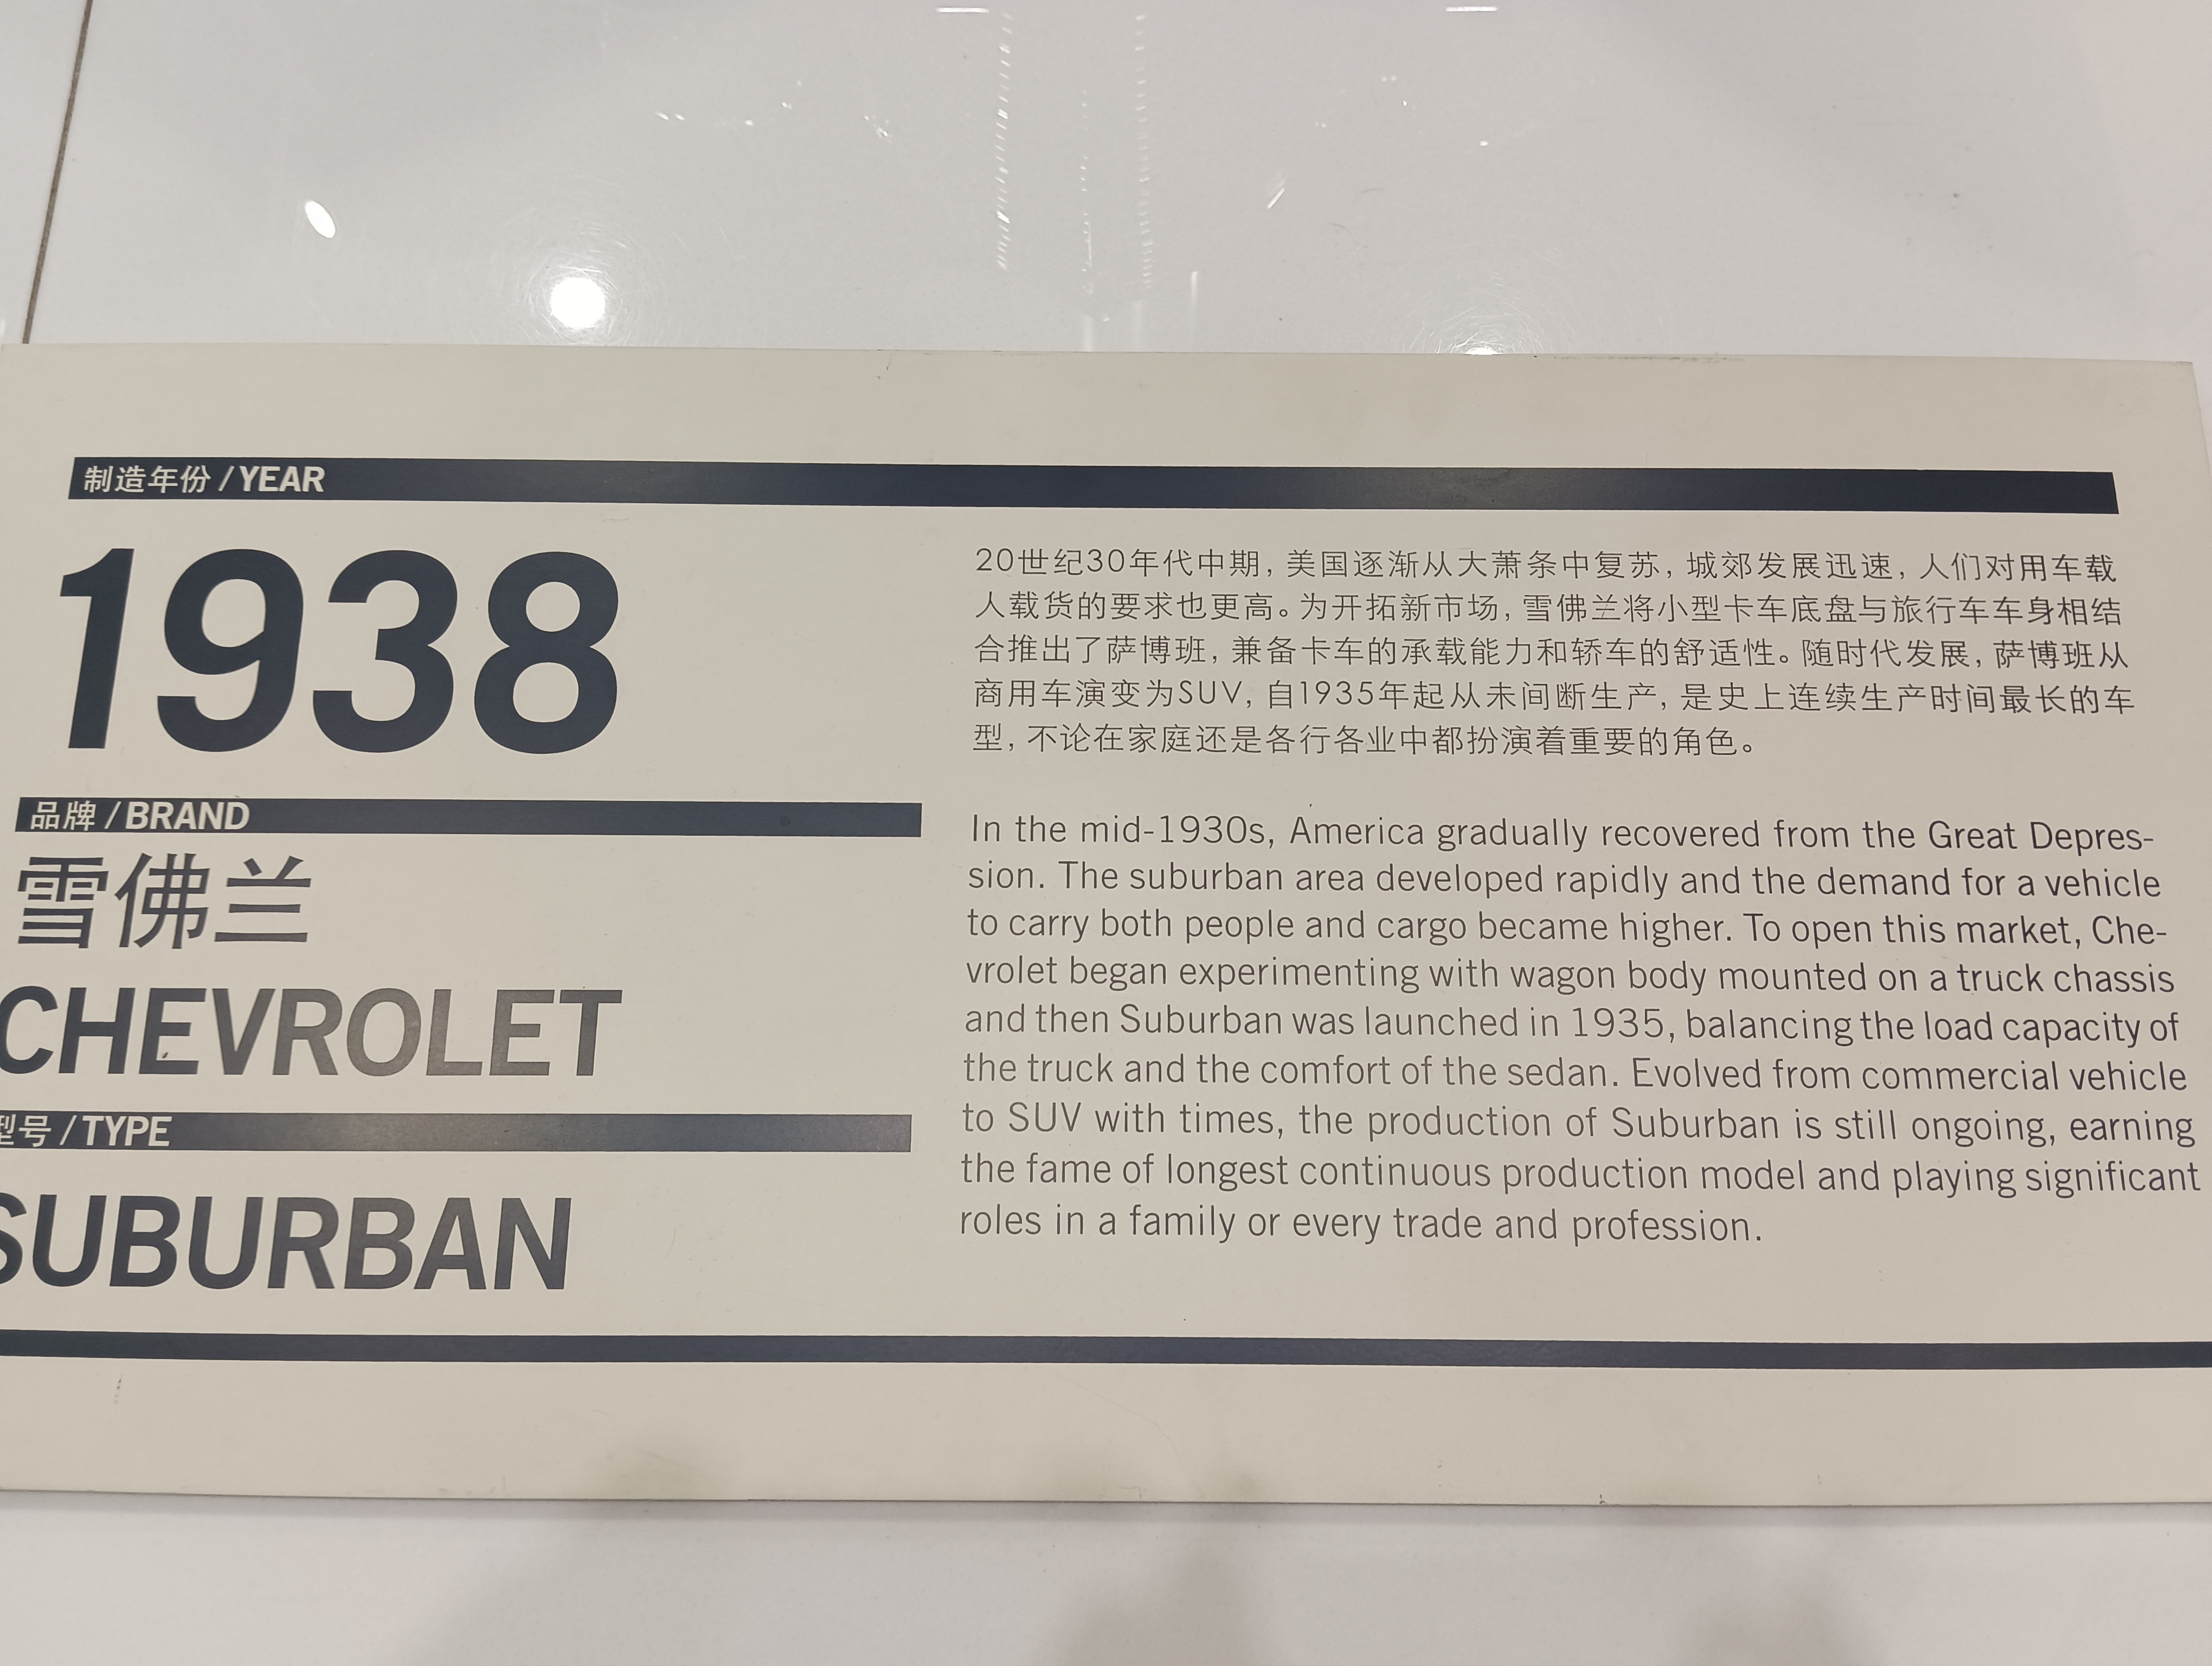 制造年份 / YEAR
1938
品牌 / BRAND
雪佛兰
CHEVROLET
型号 / TYPE
SUBURBAN
20世纪30年代中期, 美国逐渐从大萧条中复苏, 城郊发展迅速, 人们对用车载
人载货的要求也更高。为开拓新市场, 雪佛兰将小型卡车底盘与旅行车车身相结
合推出了萨博班, 兼备卡车的承载能力和轿车的舒适性。随时代发展, 萨博班从
商用车演变为SUV, 自1935年起从未间断生产, 是史上连续生产时间最长的车
型, 不论在家庭还是各行各业中都扮演着重要的角色。
In the mid-1930s, America gradually recovered from the Great Depres-
sion. The suburban area developed rapidly and the demand for a vehicle
to carry both people and cargo became higher. To open this market, Che-
vrolet began experimenting with wagon body mounted on a truck chassis
and then Suburban was launched in 1935, balancing the load capacity of
the truck and the comfort of the sedan. Evolved from commercial vehicle
to SUV with times, the production of Suburban is still ongoing, earning
the fame of longest continuous production model and playing significant
roles in a family or every trade and profession.